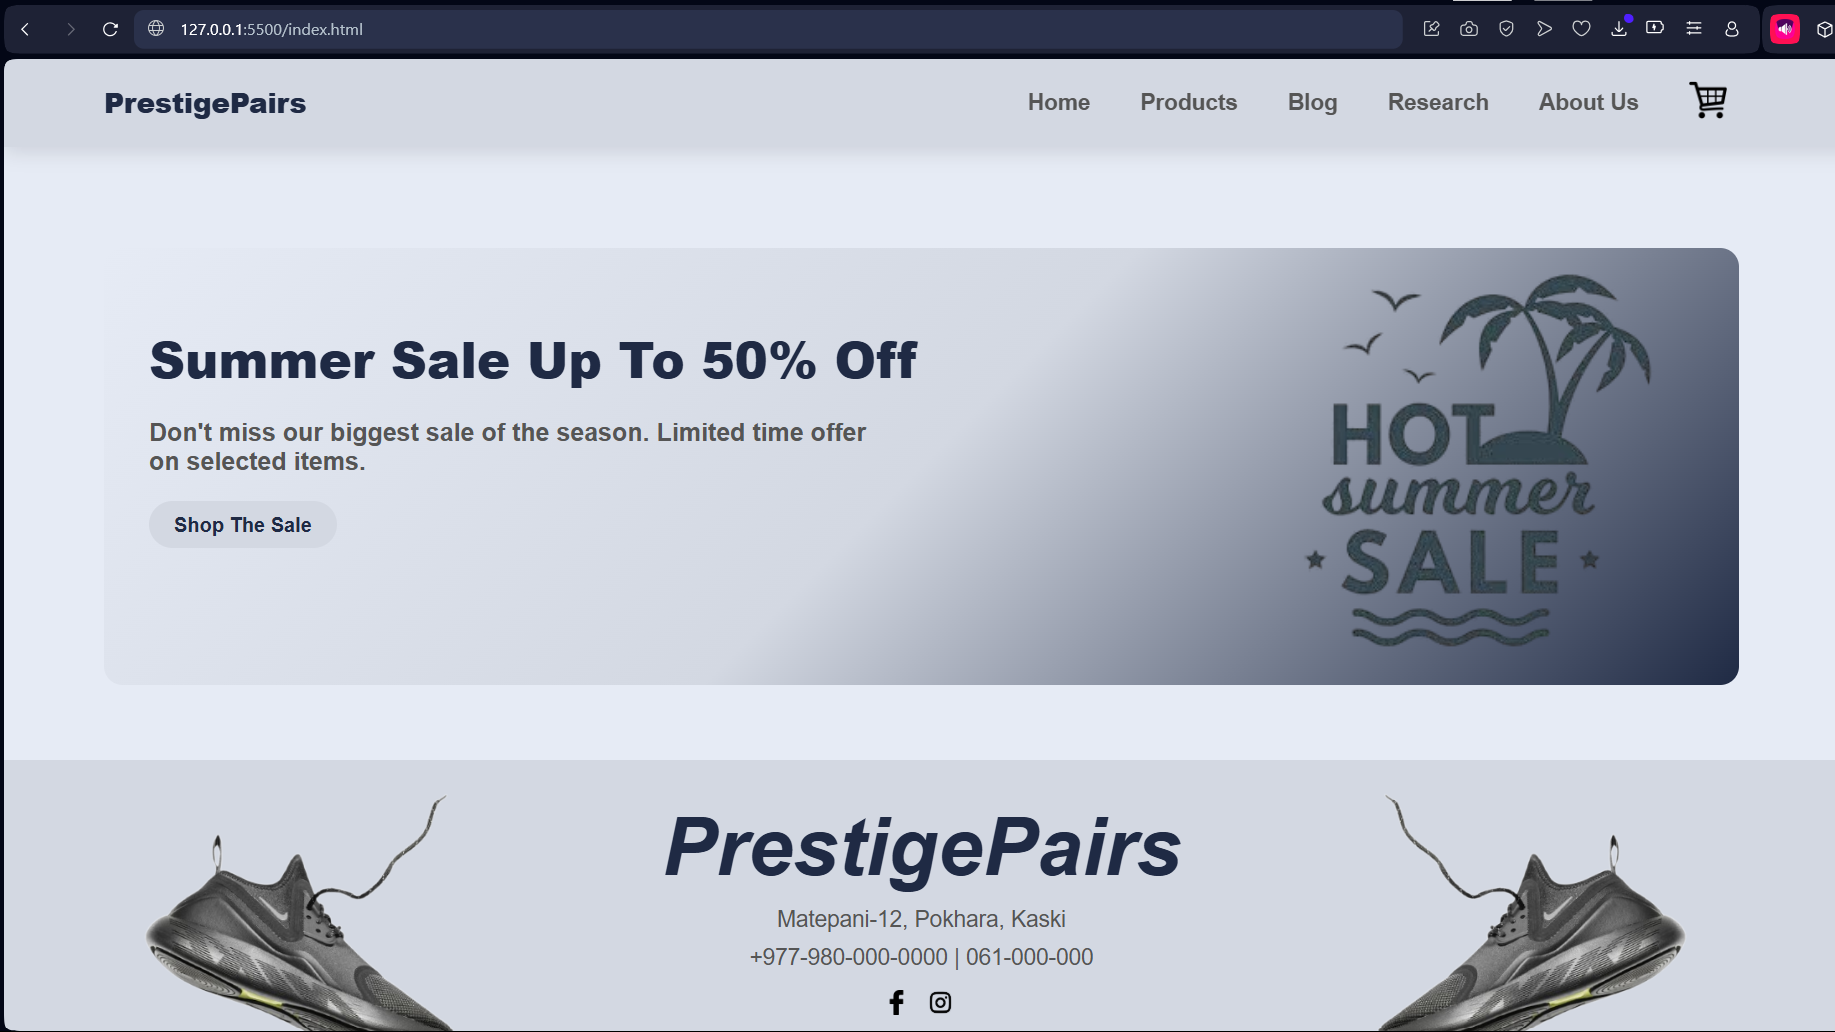 127.0.0.1:5500/index.html
PrestigePairs
Home Products Blog Research About Us
Summer Sale Up To 50% Off
Don't miss our biggest sale of the season. Limited time offer
on selected items.
Shop The Sale
HOT
summer
SALE
PrestigePairs
Matepani-12, Pokhara, Kaski
+977-980-000-0000 | 061-000-000